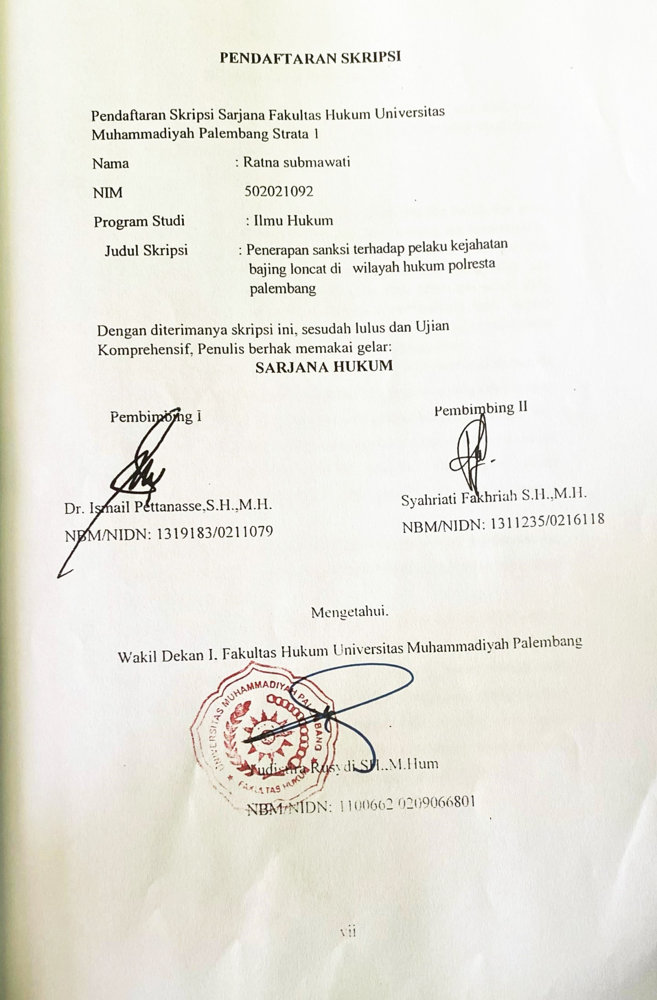 PENDAFTARAN SKRIPSI
Pendaftaran Skripsi Sarjana Fakultas Hukum Universitas
Muhammadiyah Palembang Strata 1
Nama : Ratna submawati
NIM 502021092
Program Studi : Ilmu Hukum
Judul Skripsi : Penerapan sanksi terhadap pelaku kejahatan
bajing loncat di wilayah hukum polresta
palembang
Dengan diterimanya skripsi ini, sesudah lulus dan Ujian
Komprehensif, Penulis berhak memakai gelar:
SARJANA HUKUM
Pembimbing I Pembimbing II
Dr. Ismail Pettanasse,S.H.,M.H. Syahriati Fakhriah S.H.,M.H.
NBM/NIDN: 1319183/0211079 NBM/NIDN: 1311235/0216118
Mengetahui.
Wakil Dekan I. Fakultas Hukum Universitas Muhammadiyah Palembang
UNIVERSITAS MUHAMMADIYAH PALEMBANG
FAKULTAS HUKUM
Yudistira Rusydi SH..M.Hum
NBM/NIDN: 1100662 0209066801
vii